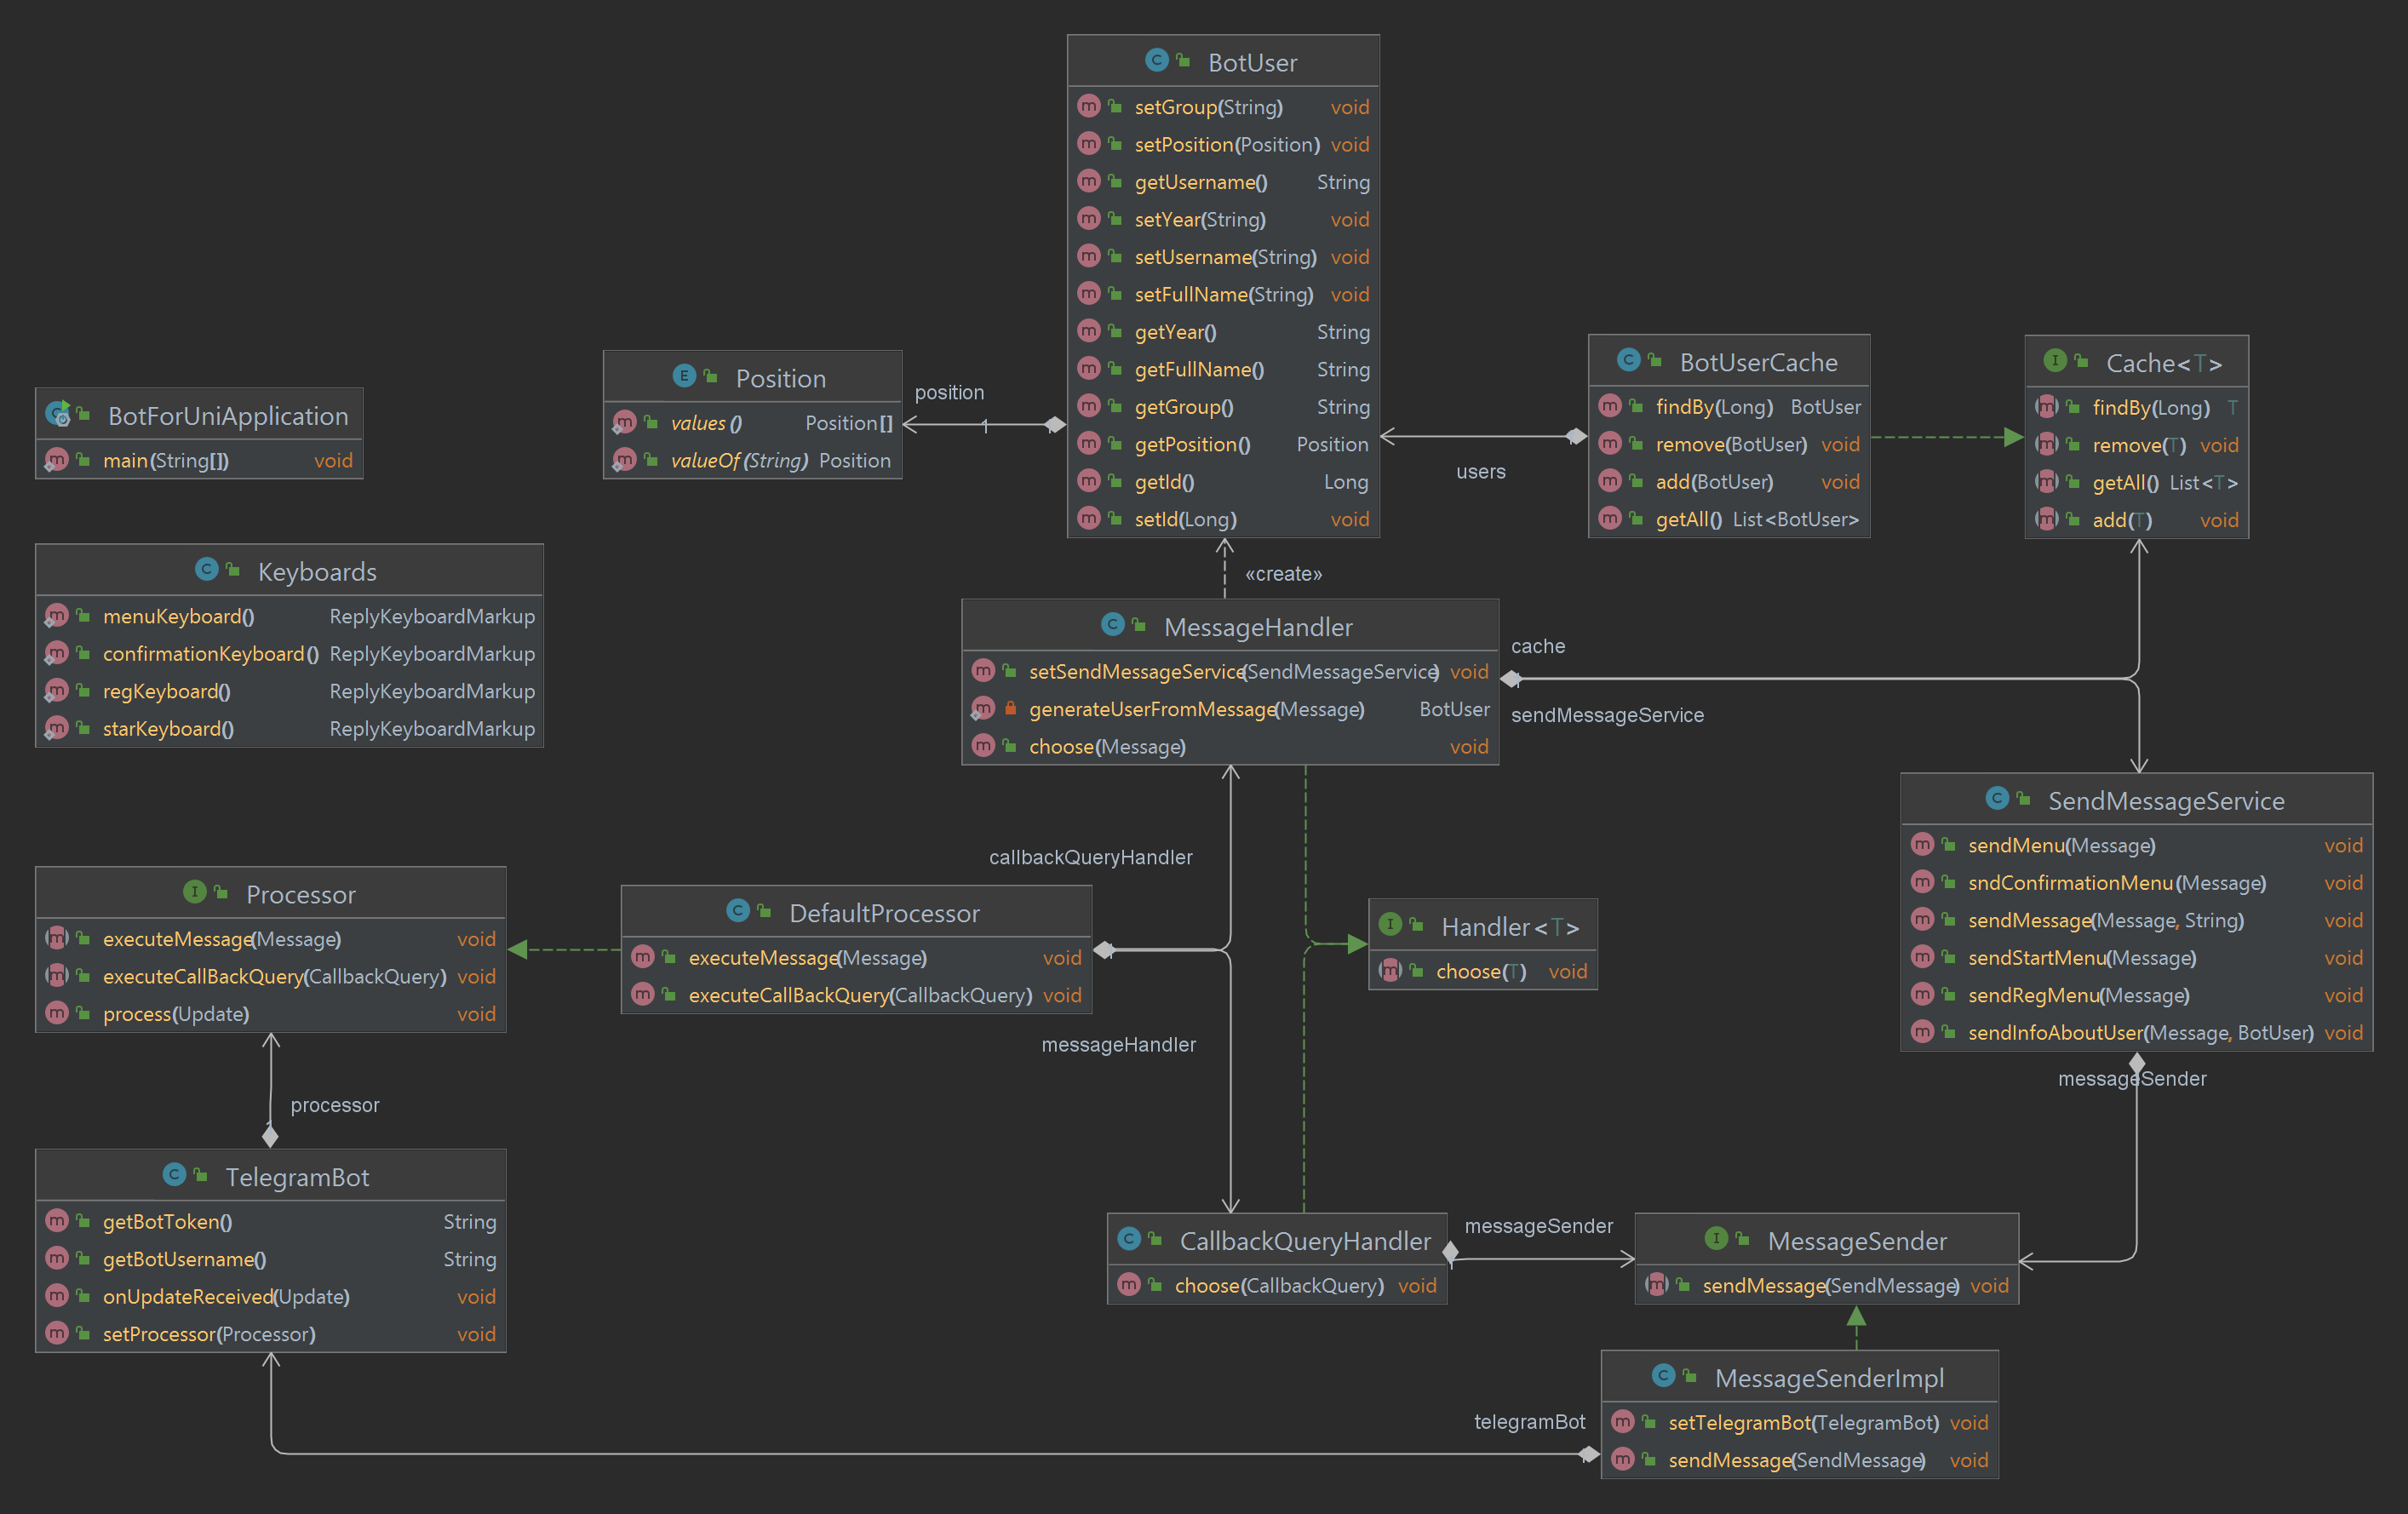 BotUser
setGroup(String) void
setPosition(Position) void
getUsername() String
setYear(String) void
setUsername(String) void
setFullName(String) void
getYear() String
getFullName() String
getGroup() String
getPosition() Position
getId() Long
setId(Long) void
BotUserCache
findBy(Long) BotUser
remove(BotUser) void
add(BotUser) void
getAll() List<BotUser>
Cache<T>
findBy(Long) T
remove(T) void
getAll() List<T>
add(T) void
Position
values() Position[]
valueOf(String) Position
position
1
1
users
BotForUniApplication
main(String[]) void
Keyboards
menuKeyboard() ReplyKeyboardMarkup
confirmationKeyboard() ReplyKeyboardMarkup
regKeyboard() ReplyKeyboardMarkup
starKeyboard() ReplyKeyboardMarkup
«create»
MessageHandler
setSendMessageService(SendMessageService) void
generateUserFromMessage(Message) BotUser
choose(Message) void
cache
1
sendMessageService
SendMessageService
sendMenu(Message) void
sndConfirmationMenu(Message) void
sendMessage(Message, String) void
sendStartMenu(Message) void
sendRegMenu(Message) void
sendInfoAboutUser(Message, BotUser) void
callbackQueryHandler
Processor
executeMessage(Message) void
executeCallBackQuery(CallbackQuery) void
process(Update) void
DefaultProcessor
executeMessage(Message) void
executeCallBackQuery(CallbackQuery) void
1
messageHandler
Handler<T>
choose(T) void
messageSender
processor
TelegramBot
getBotToken() String
getBotUsername() String
onUpdateReceived(Update) void
setProcessor(Processor) void
CallbackQueryHandler
choose(CallbackQuery) void
messageSender
1
MessageSender
sendMessage(SendMessage) void
MessageSenderImpl
setTelegramBot(TelegramBot) void
sendMessage(SendMessage) void
telegramBot
1